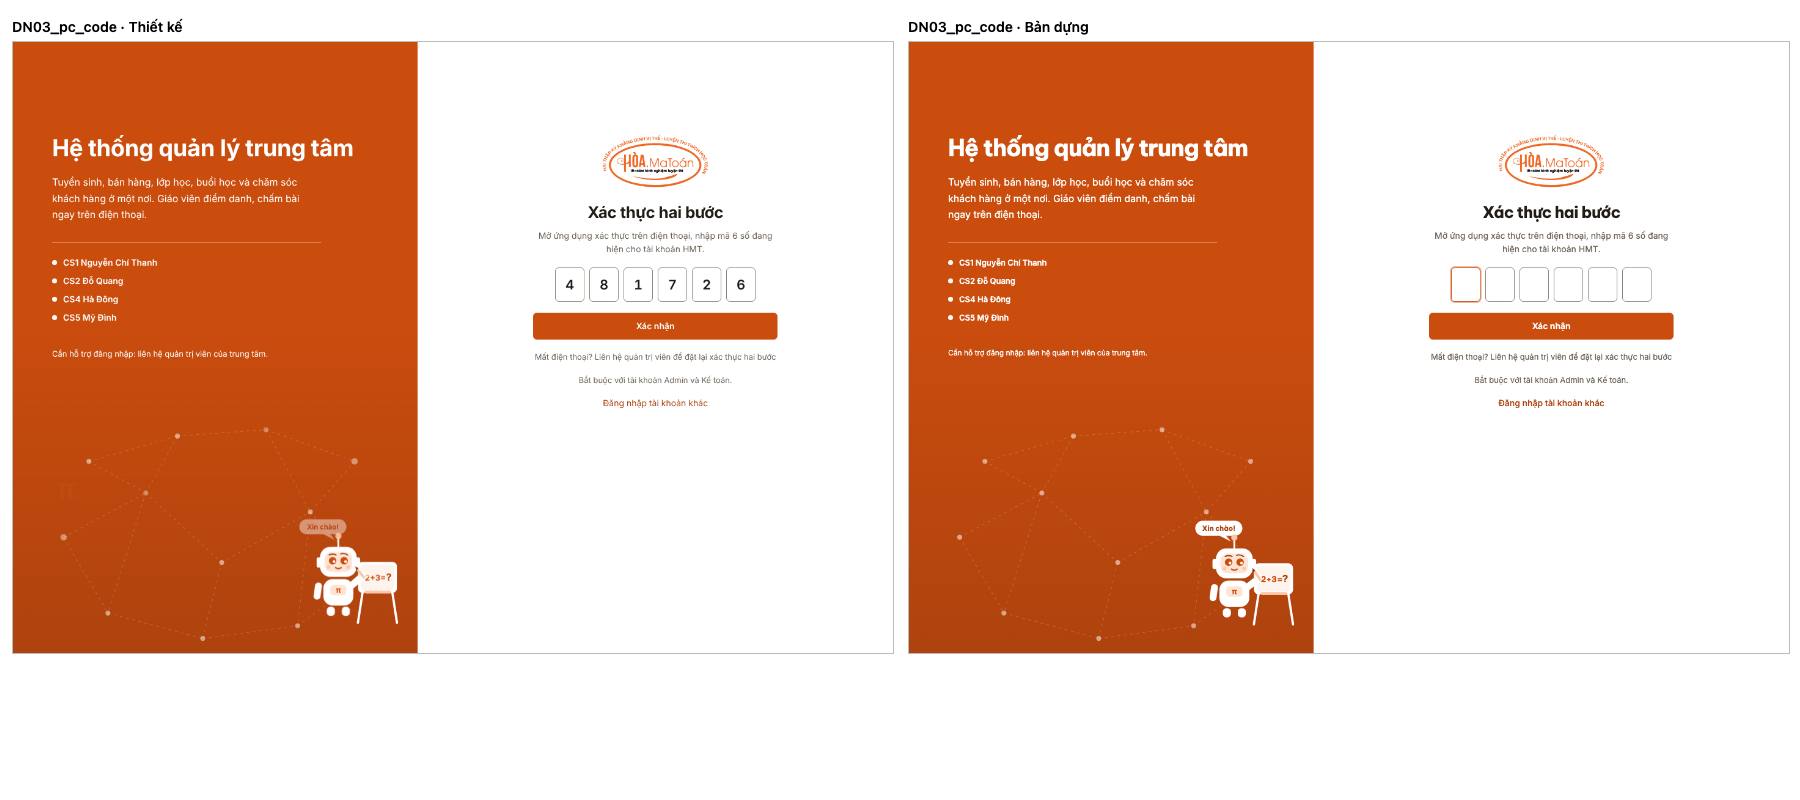 DN03_pc_code · Thiết kế
Hệ thống quản lý trung tâm
Tuyển sinh, bán hàng, lớp học, buổi học và chăm sóc
khách hàng ở một nơi. Giáo viên điểm danh, chấm bài
ngay trên điện thoại.
CS1 Nguyễn Chí Thanh
CS2 Đỗ Quang
CS4 Hà Đông
CS5 Mỹ Đình
Cần hỗ trợ đăng nhập: liên hệ quản trị viên của trung tâm.
π
Xin chào!
2+3=?
π
HÒA.MaToán
Xác thực hai bước
Mở ứng dụng xác thực trên điện thoại, nhập mã 6 số đang
hiện cho tài khoản HMT.
4 8 1 7 2 6
Xác nhận
Mất điện thoại? Liên hệ quản trị viên để đặt lại xác thực hai bước
Bắt buộc với tài khoản Admin và Kế toán.
Đăng nhập tài khoản khác
DN03_pc_code · Bản dựng
Hệ thống quản lý trung tâm
Tuyển sinh, bán hàng, lớp học, buổi học và chăm sóc
khách hàng ở một nơi. Giáo viên điểm danh, chấm bài
ngay trên điện thoại.
CS1 Nguyễn Chí Thanh
CS2 Đỗ Quang
CS4 Hà Đông
CS5 Mỹ Đình
Cần hỗ trợ đăng nhập: liên hệ quản trị viên của trung tâm.
Xin chào!
2+3=?
π
HÒA.MaToán
Xác thực hai bước
Mở ứng dụng xác thực trên điện thoại, nhập mã 6 số đang
hiện cho tài khoản HMT.
Xác nhận
Mất điện thoại? Liên hệ quản trị viên để đặt lại xác thực hai bước
Bắt buộc với tài khoản Admin và Kế toán.
Đăng nhập tài khoản khác